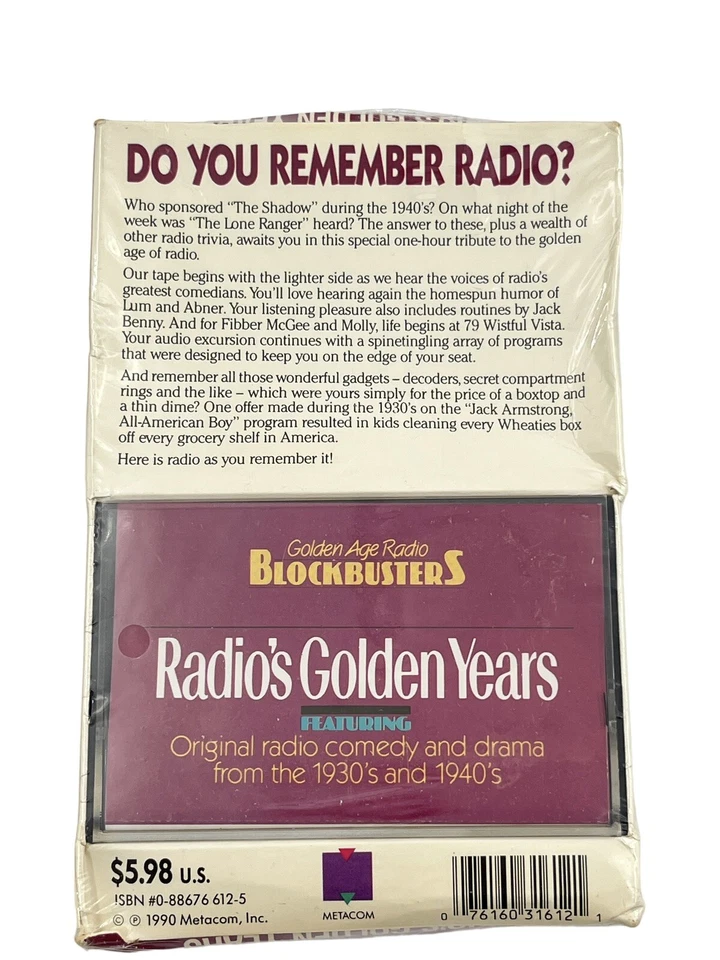 DO YOU REMEMBER RADIO?
Who sponsored "The Shadow" during the 1940's? On what night of the
week was "The Lone Ranger" heard? The answer to these, plus a wealth of
other radio trivia, awaits you in this special one-hour tribute to the golden
age of radio.
Our tape begins with the lighter side as we hear the voices of radio's
greatest comedians. You'll love hearing again the homespun humor of
Lum and Abner. Your listening pleasure also includes routines by Jack
Benny. And for Fibber McGee and Molly, life begins at 79 Wistful Vista.
Your audio excursion continues with a spinetingling array of programs
that were designed to keep you on the edge of your seat.
And remember all those wonderful gadgets – decoders, secret compartment
rings and the like – which were yours simply for the price of a boxtop and
a thin dime? One offer made during the 1930's on the "Jack Armstrong,
All-American Boy" program resulted in kids cleaning every Wheaties box
off every grocery shelf in America.
Here is radio as you remember it!
Golden Age Radio
BLOCKBUSTERS
Radio's Golden Years
FEATURING
Original radio comedy and drama
from the 1930's and 1940's
$5.98 U.S.
ISBN #0-88676 612-5
© ℗ 1990 Metacom, Inc.
METACOM
0 76160 31612 1